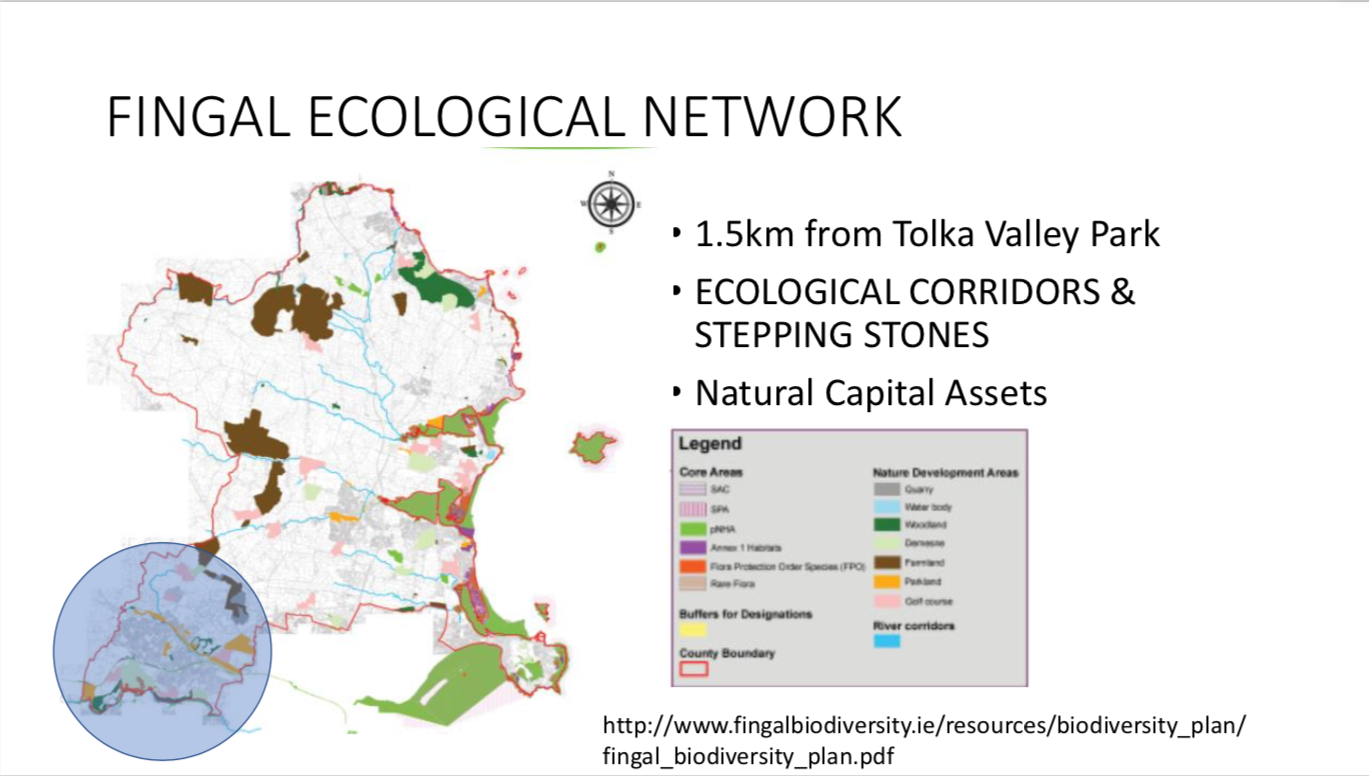 FINGAL ECOLOGICAL NETWORK
N
W
E
S
• 1.5km from Tolka Valley Park
• ECOLOGICAL CORRIDORS &
STEPPING STONES
• Natural Capital Assets
Legend
Core Areas
SAC
SPA
pNHA
Annex 1 Habitats
Flora Protection Order Species (FPO)
Rare Flora
Buffers for Designations
County Boundary
Nature Development Areas
Quarry
Water body
Woodland
Demesne
Farmland
Parkland
Golf course
River corridors
http://www.fingalbiodiversity.ie/resources/biodiversity_plan/
fingal_biodiversity_plan.pdf